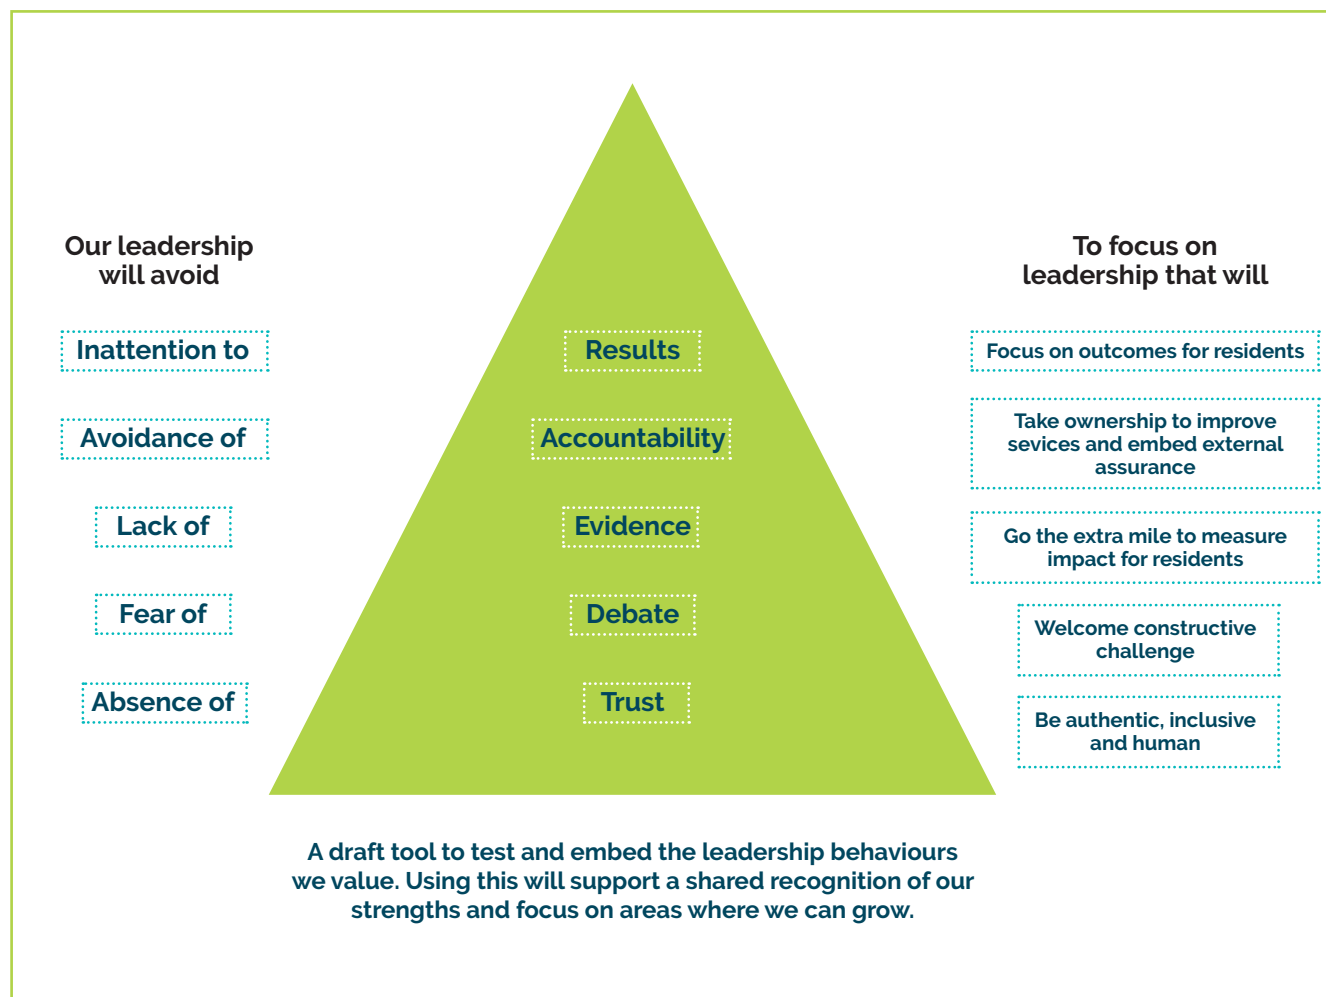 Our leadership
will avoid
To focus on
leadership that will
Inattention to
Results
Focus on outcomes for residents
Avoidance of
Accountability
Take ownership to improve
sevices and embed external
assurance
Lack of
Evidence
Go the extra mile to measure
impact for residents
Fear of
Debate
Welcome constructive
challenge
Absence of
Trust
Be authentic, inclusive
and human
A draft tool to test and embed the leadership behaviours
we value. Using this will support a shared recognition of our
strengths and focus on areas where we can grow.